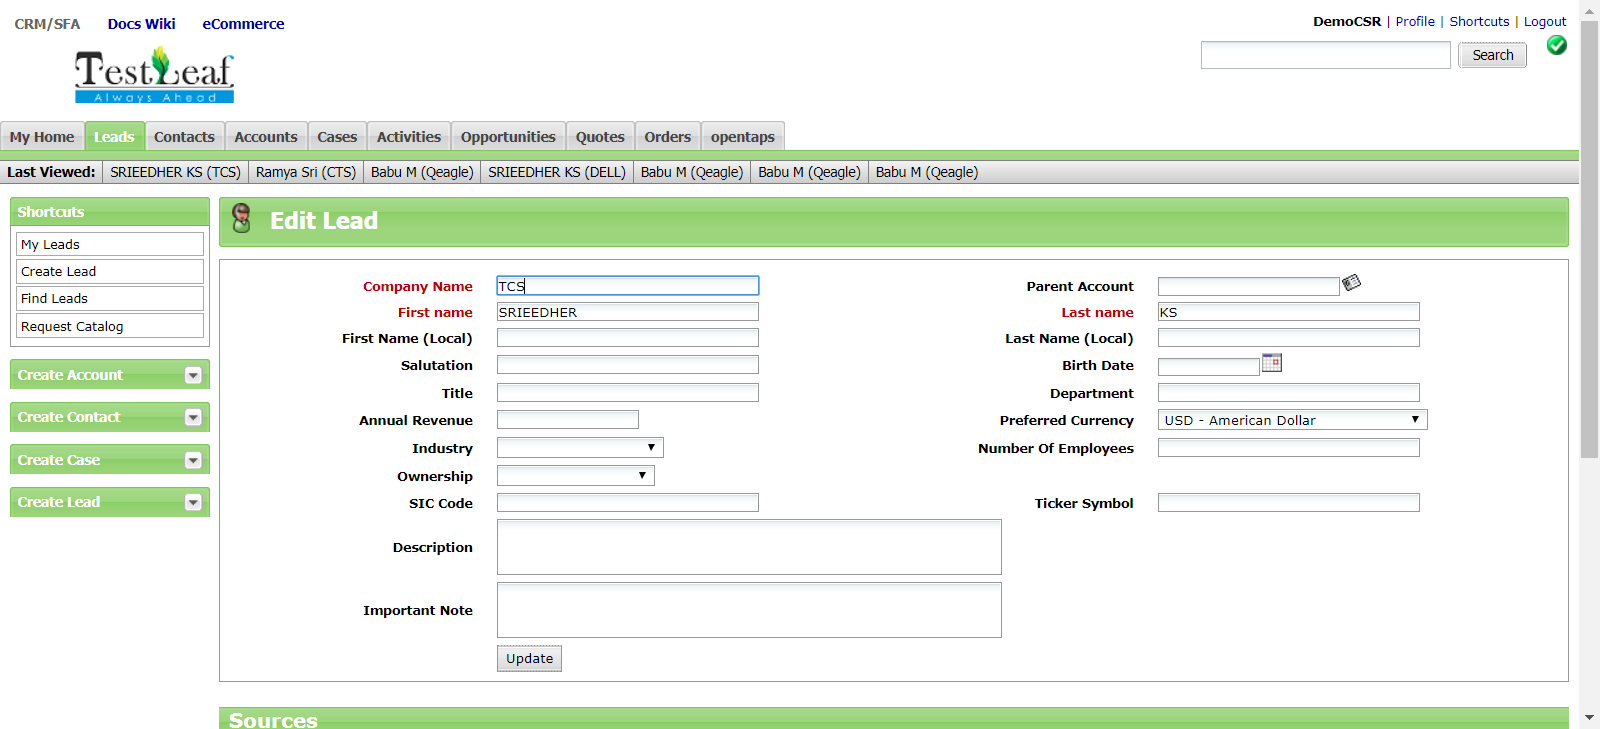 CRM/SFA Docs Wiki eCommerce
DemoCSR | Profile | Shortcuts | Logout
TestLeaf
Always Ahead
Search
My Home Leads Contacts Accounts Cases Activities Opportunities Quotes Orders opentaps
Last Viewed: SRIEEDHER KS (TCS) Ramya Sri (CTS) Babu M (Qeagle) SRIEEDHER KS (DELL) Babu M (Qeagle) Babu M (Qeagle) Babu M (Qeagle)
Shortcuts
My Leads
Create Lead
Find Leads
Request Catalog
Create Account
Create Contact
Create Case
Create Lead
Edit Lead
Company Name TCS Parent Account
First name SRIEEDHER Last name KS
First Name (Local) Last Name (Local)
Salutation Birth Date
Title Department
Annual Revenue Preferred Currency USD - American Dollar
Industry Number Of Employees
Ownership
SIC Code Ticker Symbol
Description
Important Note
Update
Sources